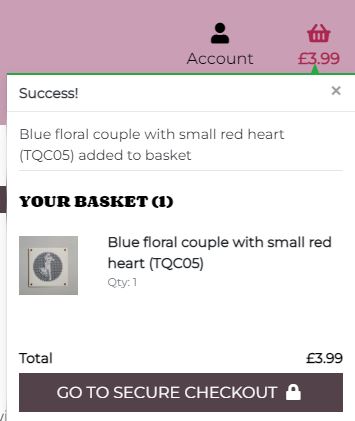 Account £3.99
Success! ×
Blue floral couple with small red heart
(TQC05) added to basket
YOUR BASKET (1)
Blue floral couple with small red
heart (TQC05)
Qty: 1
Total £3.99
GO TO SECURE CHECKOUT